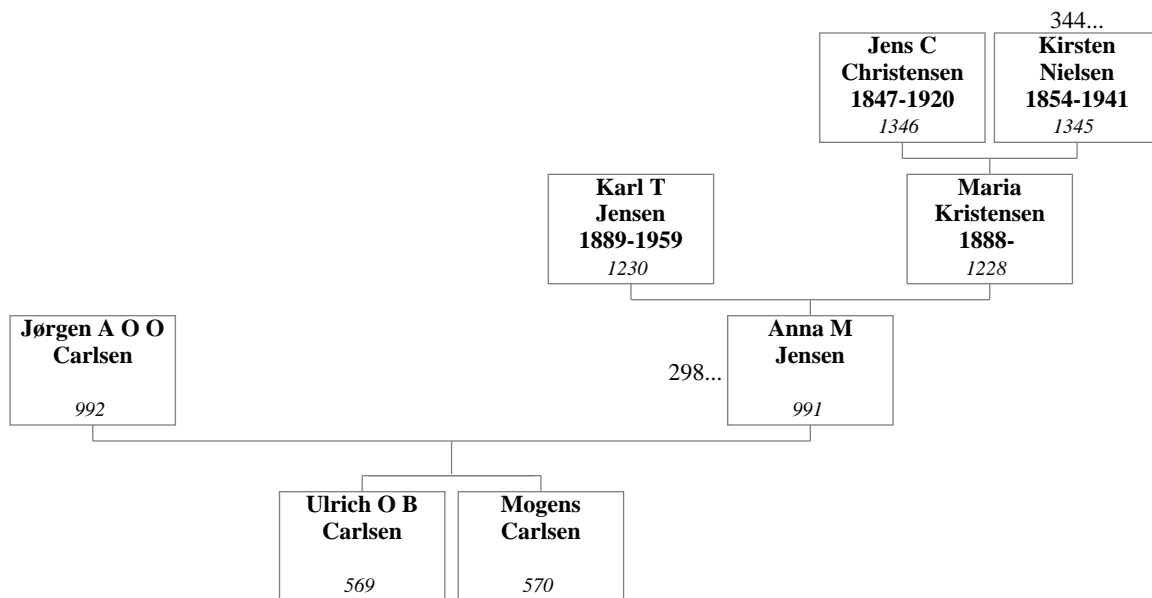 344...
Jens C
Christensen
1847-1920
1346
Kirsten
Nielsen
1854-1941
1345
Karl T
Jensen
1889-1959
1230
Maria
Kristensen
1888-
1228
Jørgen A O O
Carlsen
992
298...
Anna M
Jensen
991
Ulrich O B
Carlsen
569
Mogens
Carlsen
570